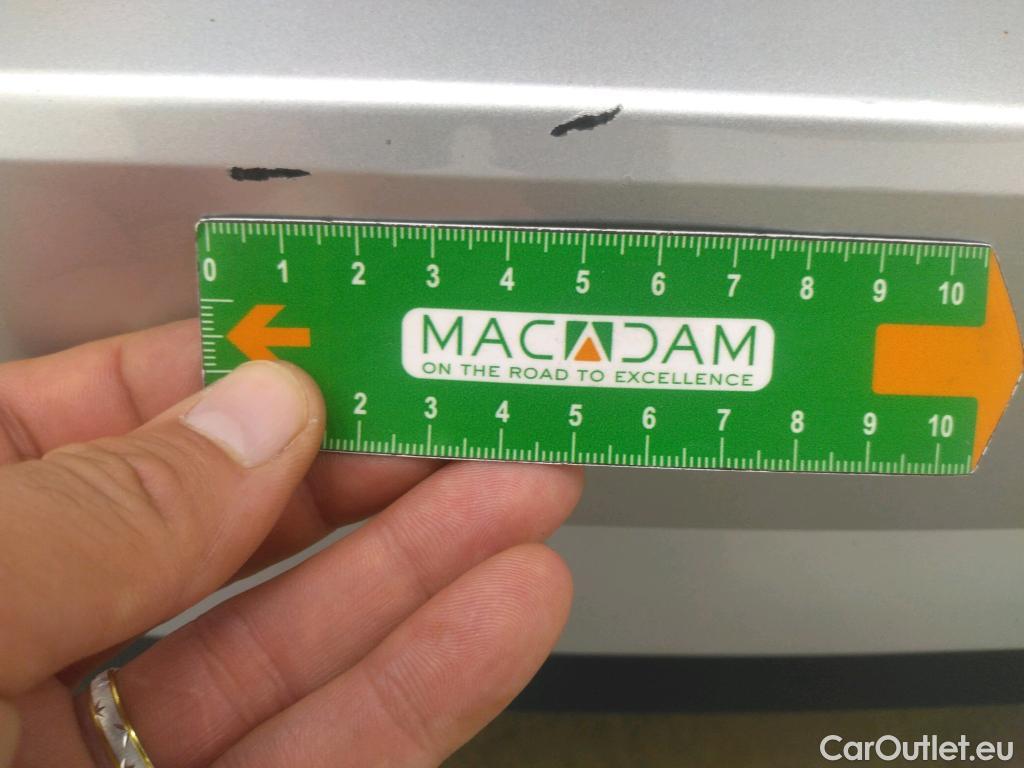 0 1 2 3 4 5 6 7 8 9 10
MACADAM
ON THE ROAD TO EXCELLENCE
2 3 4 5 6 7 8 9 10
CarOutlet.eu